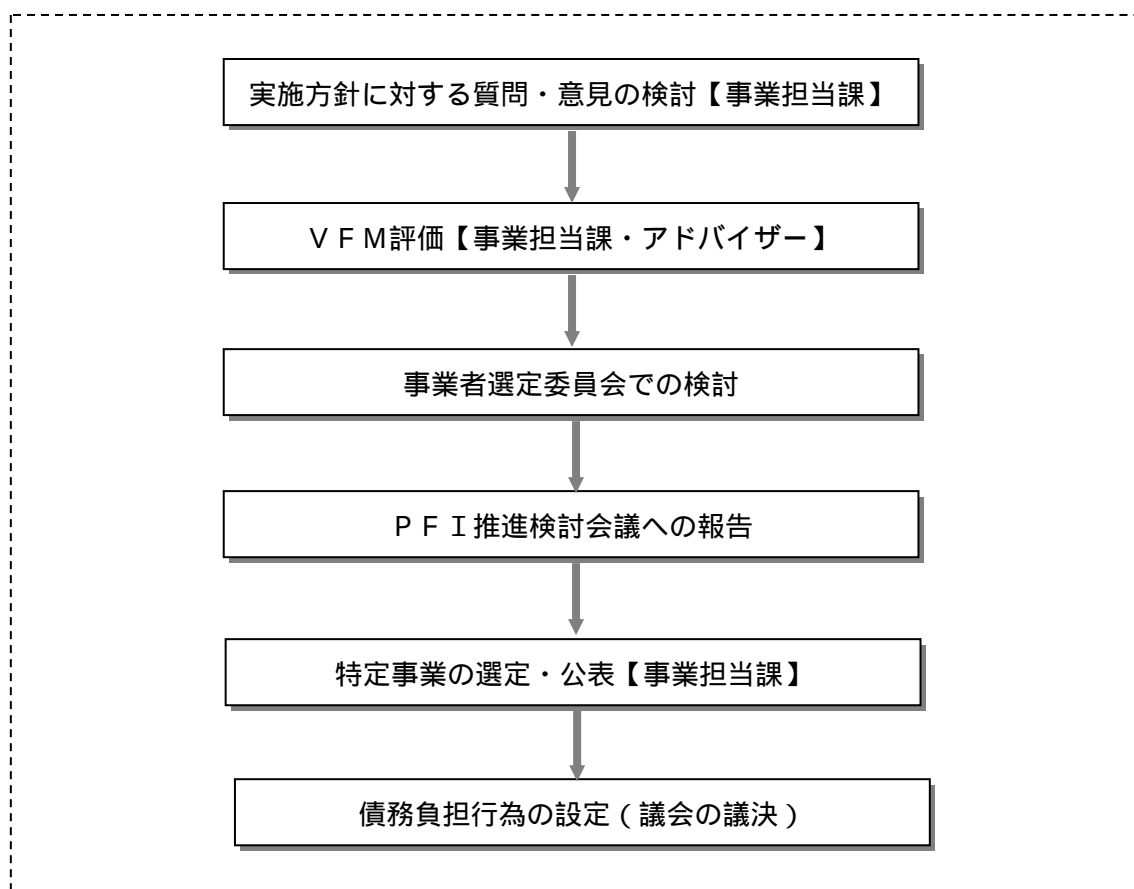 実施方針に対する質問・意見の検討【事業担当課】
ＶＦＭ評価【事業担当課・アドバイザー】
事業者選定委員会での検討
ＰＦＩ推進検討会議への報告
特定事業の選定・公表【事業担当課】
債務負担行為の設定（議会の議決）